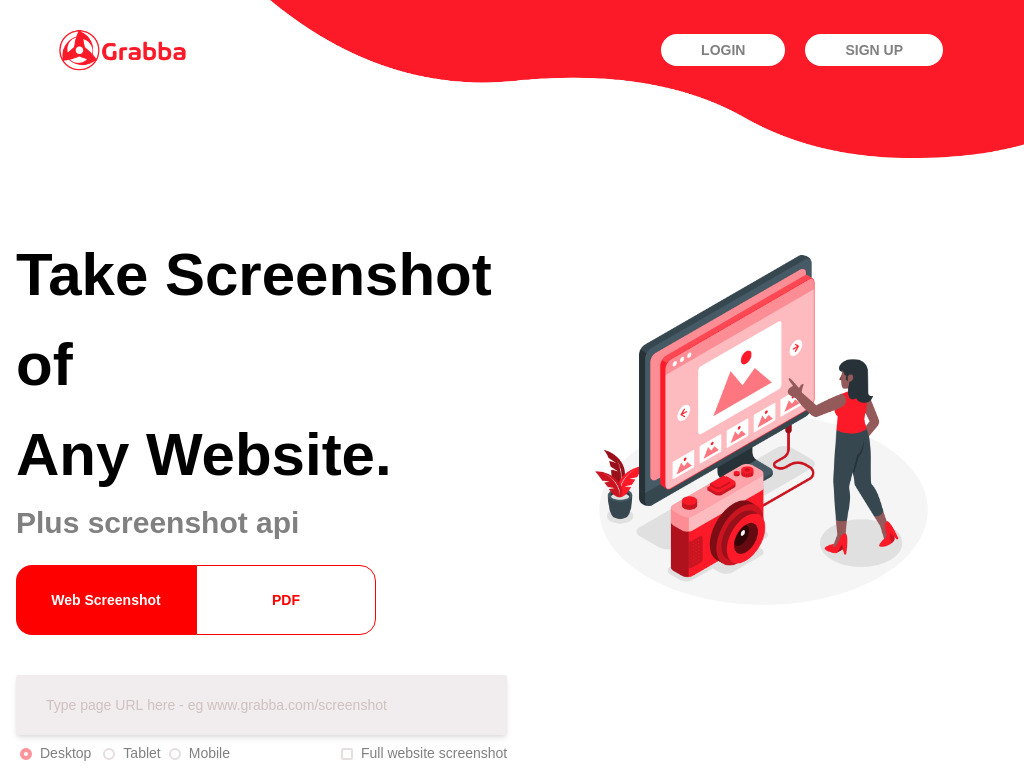 Grabba
LOGIN
SIGN UP
Take Screenshot
of
Any Website.
Plus screenshot api
Web Screenshot
PDF
Type page URL here - eg www.grabba.com/screenshot
Desktop
Tablet
Mobile
Full website screenshot